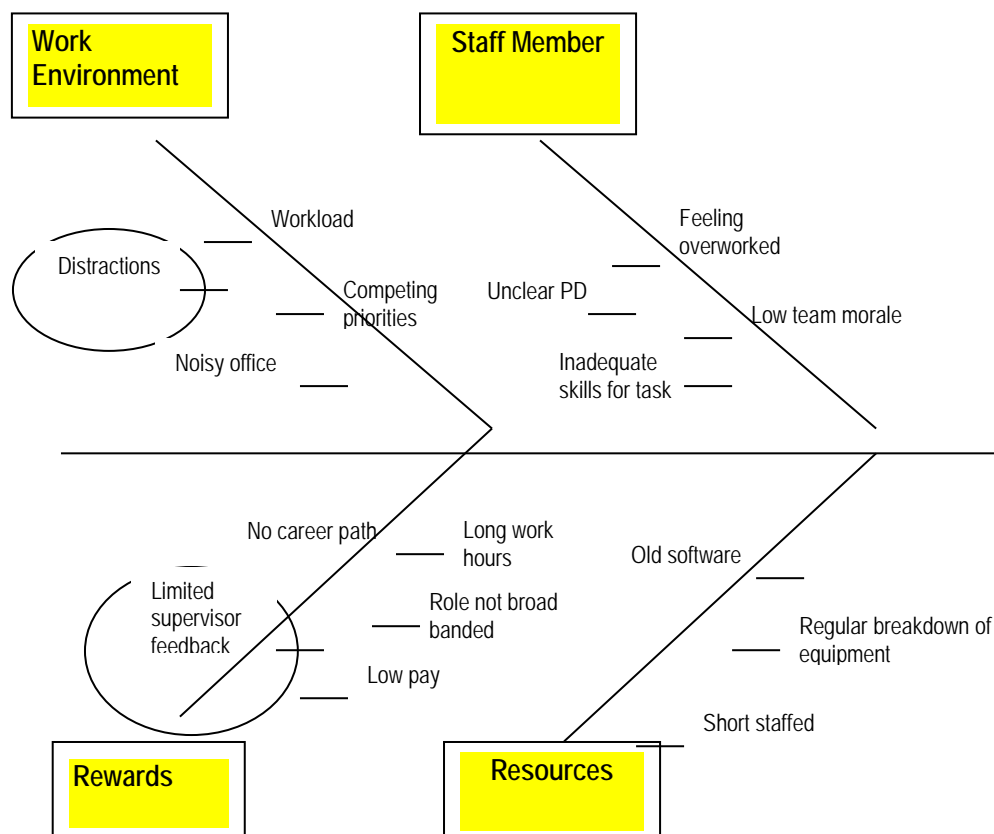 Work
Environment
Staff Member
Workload
Feeling
overworked
Distractions
Unclear PD
Competing
priorities
Low team morale
Noisy office
Inadequate
skills for task
No career path
Long work
hours
Old software
Limited
supervisor
feedback
Role not broad
banded
Regular breakdown of
equipment
Low pay
Short staffed
Rewards
Resources